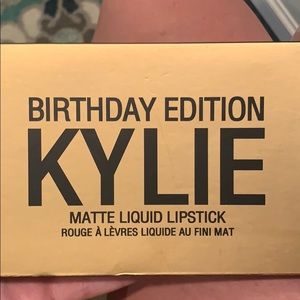 BIRTHDAY EDITION
KYLIE
MATTE LIQUID LIPSTICK
ROUGE À LÈVRES LIQUIDE AU FINI MAT